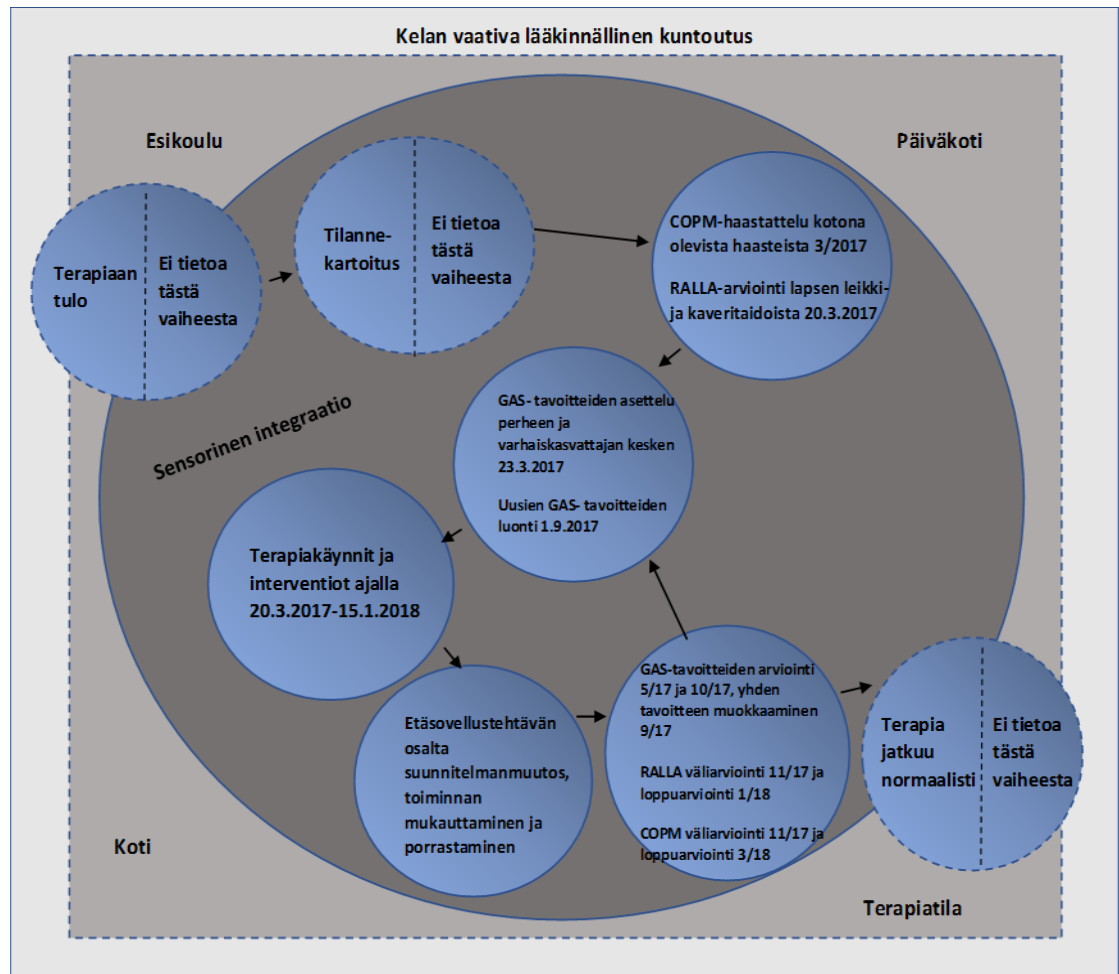 Kelan vaativa lääkinnällinen kuntoutus
Esikoulu
Päiväkoti
Terapiaan
tulo
Ei tietoa
tästä
vaiheesta
Tilanne-
kartoitus
Ei tietoa
tästä
vaiheesta
COPM-haastattelu kotona
olevista haasteista 3/2017
RALLA-arviointi lapsen leikki-
ja kaveritaidoista 20.3.2017
Sensorinen integraatio
GAS- tavoitteiden asettelu
perheen ja
varhaiskasvattajan kesken
23.3.2017
Uusien GAS- tavoitteiden
luonti 1.9.2017
Terapiakäynnit ja
interventiot ajalla
20.3.2017-15.1.2018
Etäsovellustehtävän
osalta
suunnitelmanmuutos,
toiminnan
mukauttaminen ja
porrastaminen
GAS-tavoitteiden arviointi
5/17 ja 10/17, yhden
tavoitteen muokkaaminen
9/17
RALLA väliarviointi 11/17 ja
loppuarviointi 1/18
COPM väliarviointi 11/17 ja
loppuarviointi 3/18
Terapia
jatkuu
normaalisti
Ei tietoa
tästä
vaiheesta
Koti
Terapiatila